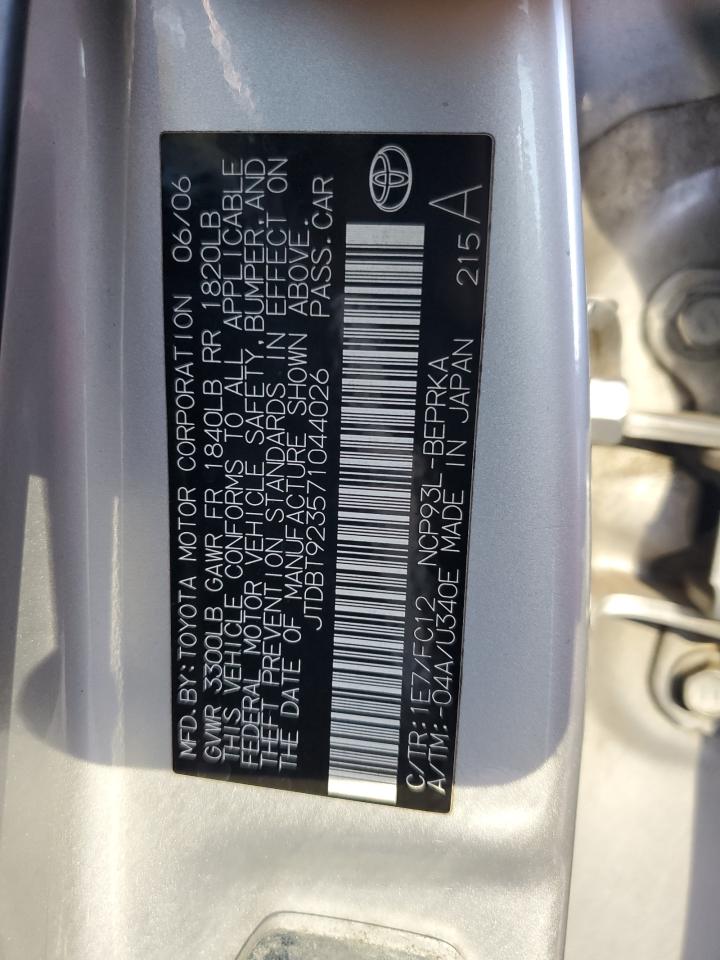 MFD. BY: TOYOTA MOTOR CORPORATION 06/06
GVWR 3300LB GAWR FR 1840LB RR 1820LB
THIS VEHICLE CONFORMS TO ALL APPLICABLE
FEDERAL MOTOR VEHICLE SAFETY, BUMPER, AND
THEFT PREVENTION STANDARDS IN EFFECT ON
THE DATE OF MANUFACTURE SHOWN ABOVE.
JTDBT923571044026 PASS. CAR
C/TR: 1E7/FC12 NCP93L-BEPRKA
A/TM: -04A/U340E MADE IN JAPAN 215 A